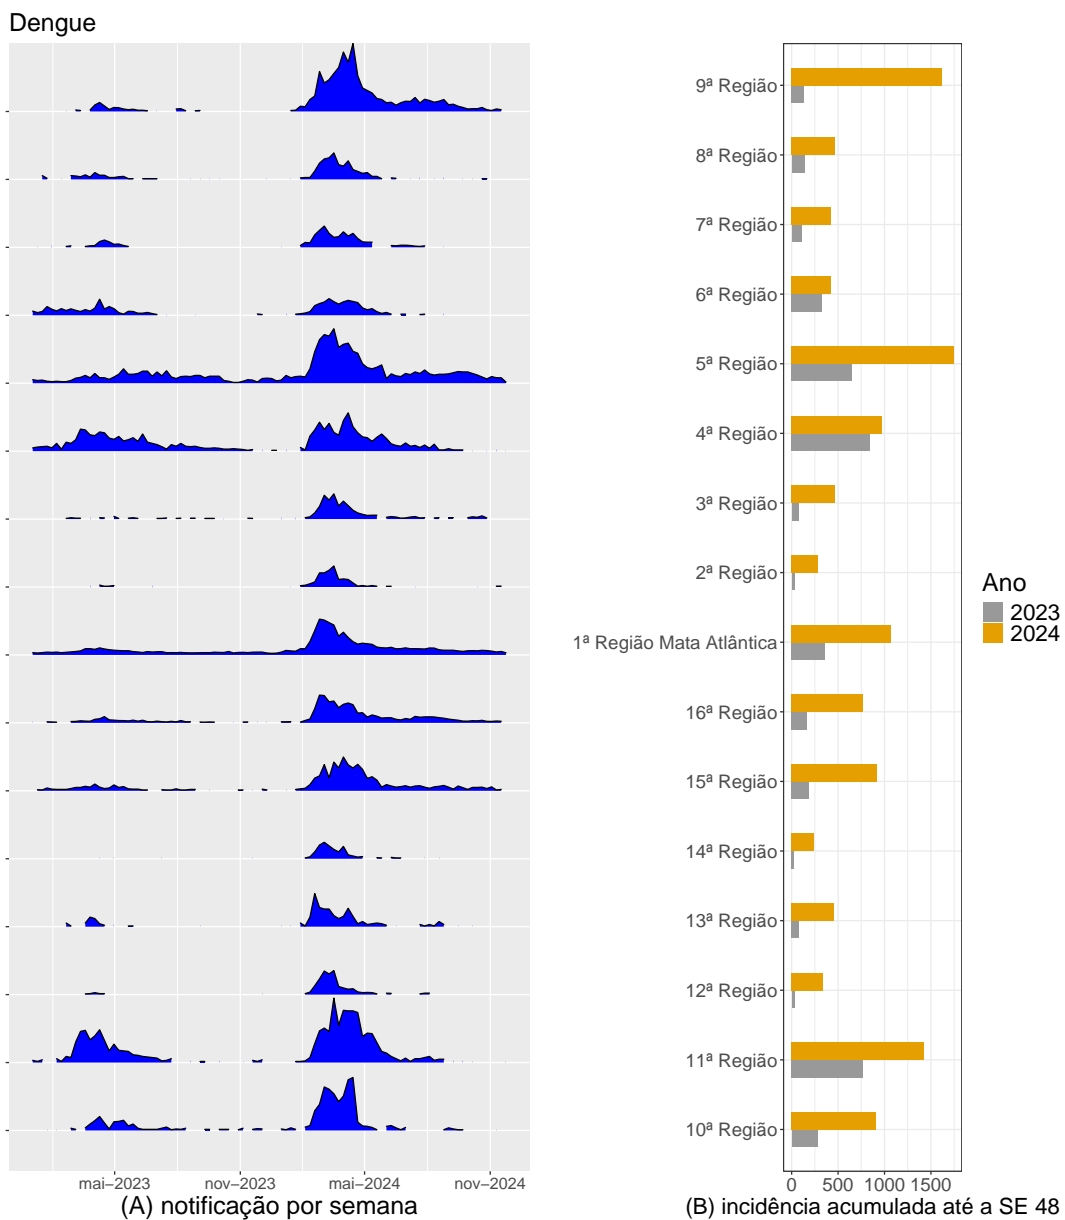 Dengue
9ª Região
8ª Região
7ª Região
6ª Região
5ª Região
4ª Região
3ª Região
2ª Região
1ª Região Mata Atlântica
16ª Região
15ª Região
14ª Região
13ª Região
12ª Região
11ª Região
10ª Região
Ano
2023
2024
mai–2023 nov–2023 mai–2024 nov–2024
(A) notificação por semana
0 500 1000 1500
(B) incidência acumulada até a SE 48